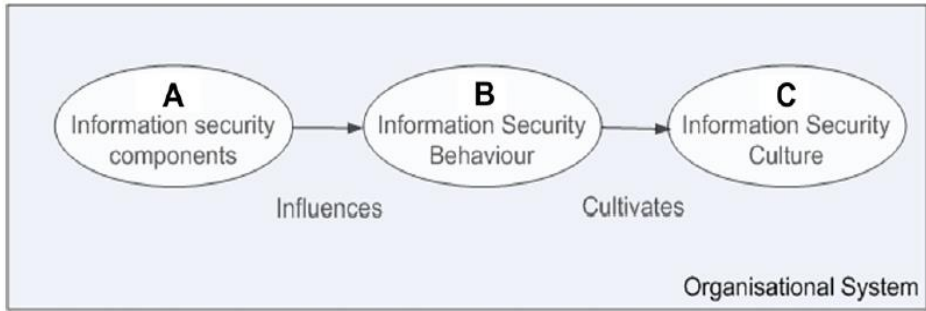 A
Information security
components
B
Information Security
Behaviour
C
Information Security
Culture
Influences
Cultivates
Organisational System